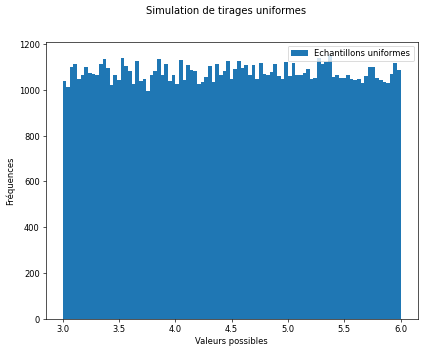 Simulation de tirages uniformes
Echantillons uniformes
1200
1000
800
600
400
200
0
Fréquences
3.0 3.5 4.0 4.5 5.0 5.5 6.0
Valeurs possibles